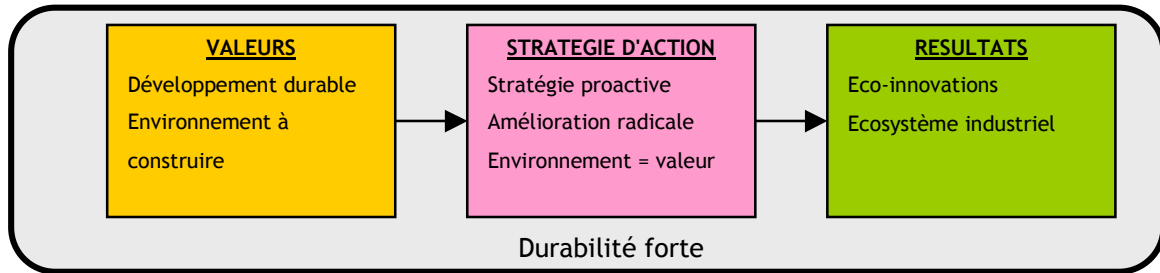 VALEURS
Développement durable
Environnement à
construire
STRATEGIE D'ACTION
Stratégie proactive
Amélioration radicale
Environnement = valeur
RESULTATS
Eco-innovations
Ecosystème industriel
Durabilité forte